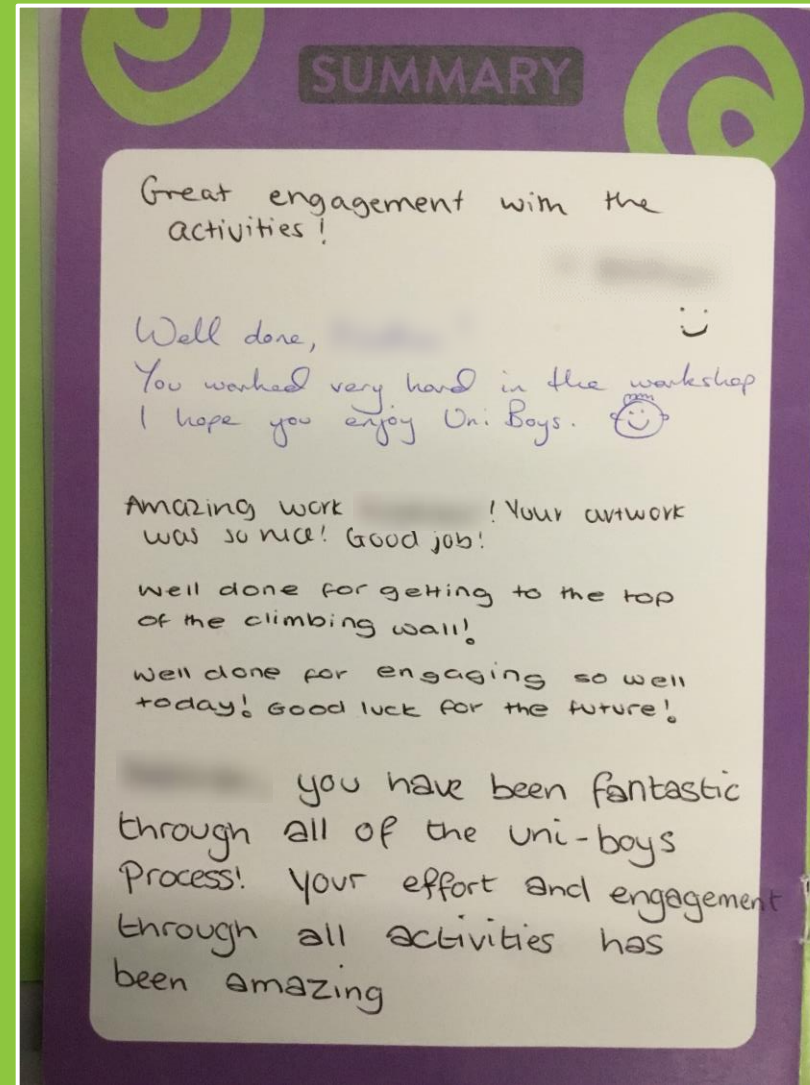 SUMMARY
Great engagement with the
activities!
Well done,
You worked very hard in the workshop
I hope you enjoy Uni Boys.
Amazing work ! Your artwork
was so nice! Good job!
Well done for getting to the top
of the climbing wall!
Well done for engaging so well
today! Good luck for the future!
you have been fantastic
through all of the uni-boys
Process! Your effort and engagement
through all activities has
been amazing